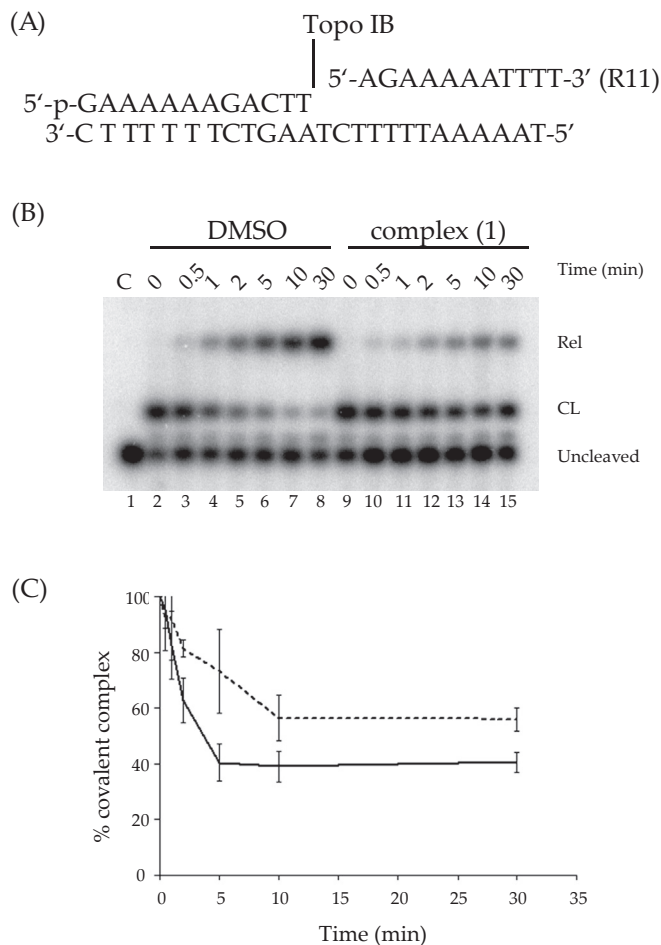 (A)
Topo IB
5‘-AGAAAAATTTT-3’ (R11)
5‘-p-GAAAAAAGACTT
3‘-C T TT T T TCTGAATCTTTTTAAAAAT-5’
(B)
DMSO complex (1)
C 0 0.5 1 2 5 10 30 0 0.5 1 2 5 10 30 Time (min)
Rel
CL
Uncleaved
1 2 3 4 5 6 7 8 9 10 11 12 13 14 15
(C)
100
80
60
40
20
0
0 5 10 15 20 25 30 35
% covalent complex
Time (min)